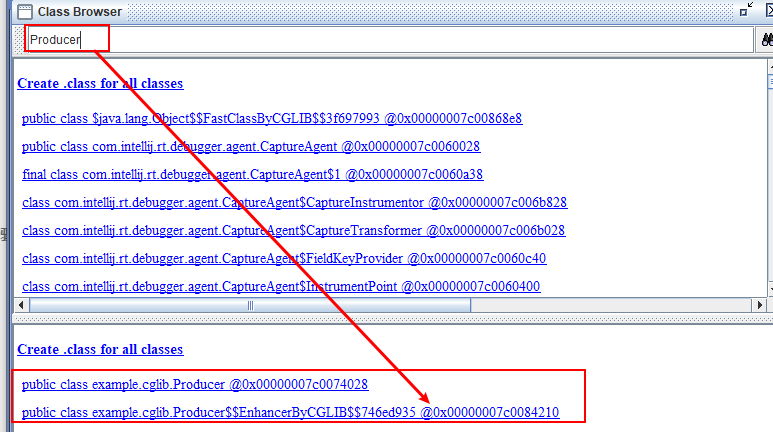 Class Browser
Producer
Create .class for all classes
public class $java.lang.Object$$FastClassByCGLIB$$3f697993 @0x00000007c00868e8
public class com.intellij.rt.debugger.agent.CaptureAgent @0x00000007c0060028
final class com.intellij.rt.debugger.agent.CaptureAgent$1 @0x00000007c0060a38
class com.intellij.rt.debugger.agent.CaptureAgent$CaptureInstrumentor @0x00000007c006b828
class com.intellij.rt.debugger.agent.CaptureAgent$CaptureTransformer @0x00000007c006b028
class com.intellij.rt.debugger.agent.CaptureAgent$FieldKeyProvider @0x00000007c0060c40
class com.intellij.rt.debugger.agent.CaptureAgent$InstrumentPoint @0x00000007c0060400
Create .class for all classes
public class example.cglib.Producer @0x00000007c0074028
public class example.cglib.Producer$$EnhancerByCGLIB$$746ed935 @0x00000007c0084210